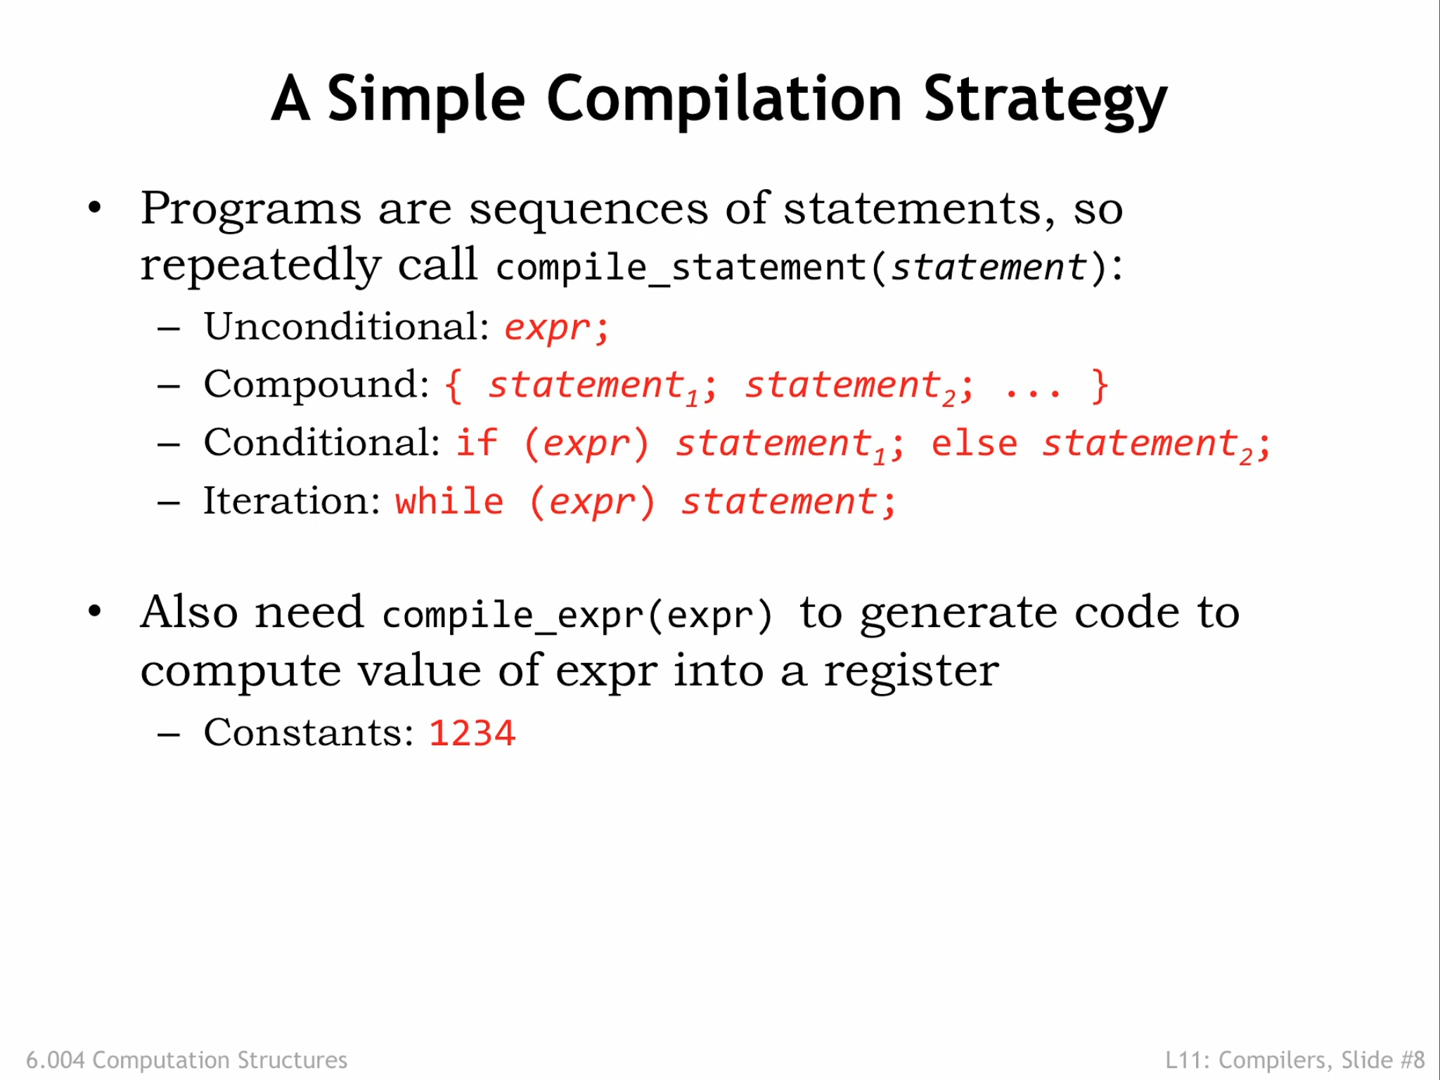 A Simple Compilation Strategy
• Programs are sequences of statements, so
repeatedly call compile_statement(statement):
– Unconditional: expr;
– Compound: { statement1; statement2; ... }
– Conditional: if (expr) statement1; else statement2;
– Iteration: while (expr) statement;
• Also need compile_expr(expr) to generate code to
compute value of expr into a register
– Constants: 1234
6.004 Computation Structures
L11: Compilers, Slide #8